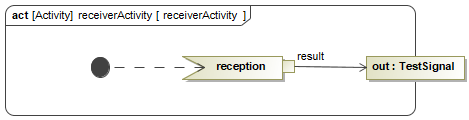 act [Activity] receiverActivity [ receiverActivity ]
result
reception
out : TestSignal